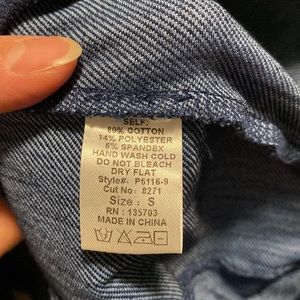 SELF:
80% COTTON
14% POLYESTER
6% SPANDEX
HAND WASH COLD
DO NOT BLEACH
DRY FLAT
Style#: P6116-9
Cut No: 8271
Size: S
RN: 135703
MADE IN CHINA